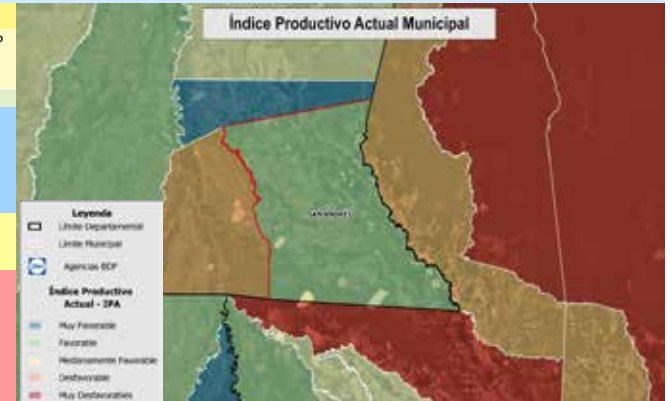 Índice Productivo Actual Municipal
SAN ANDRES
Leyenda
Límite Departamental
Límite Municipal
Agencias BDP
Índice Productivo
Actual - IPA
Muy Favorable
Favorable
Medianamente Favorable
Desfavorable
Muy Desfavorables